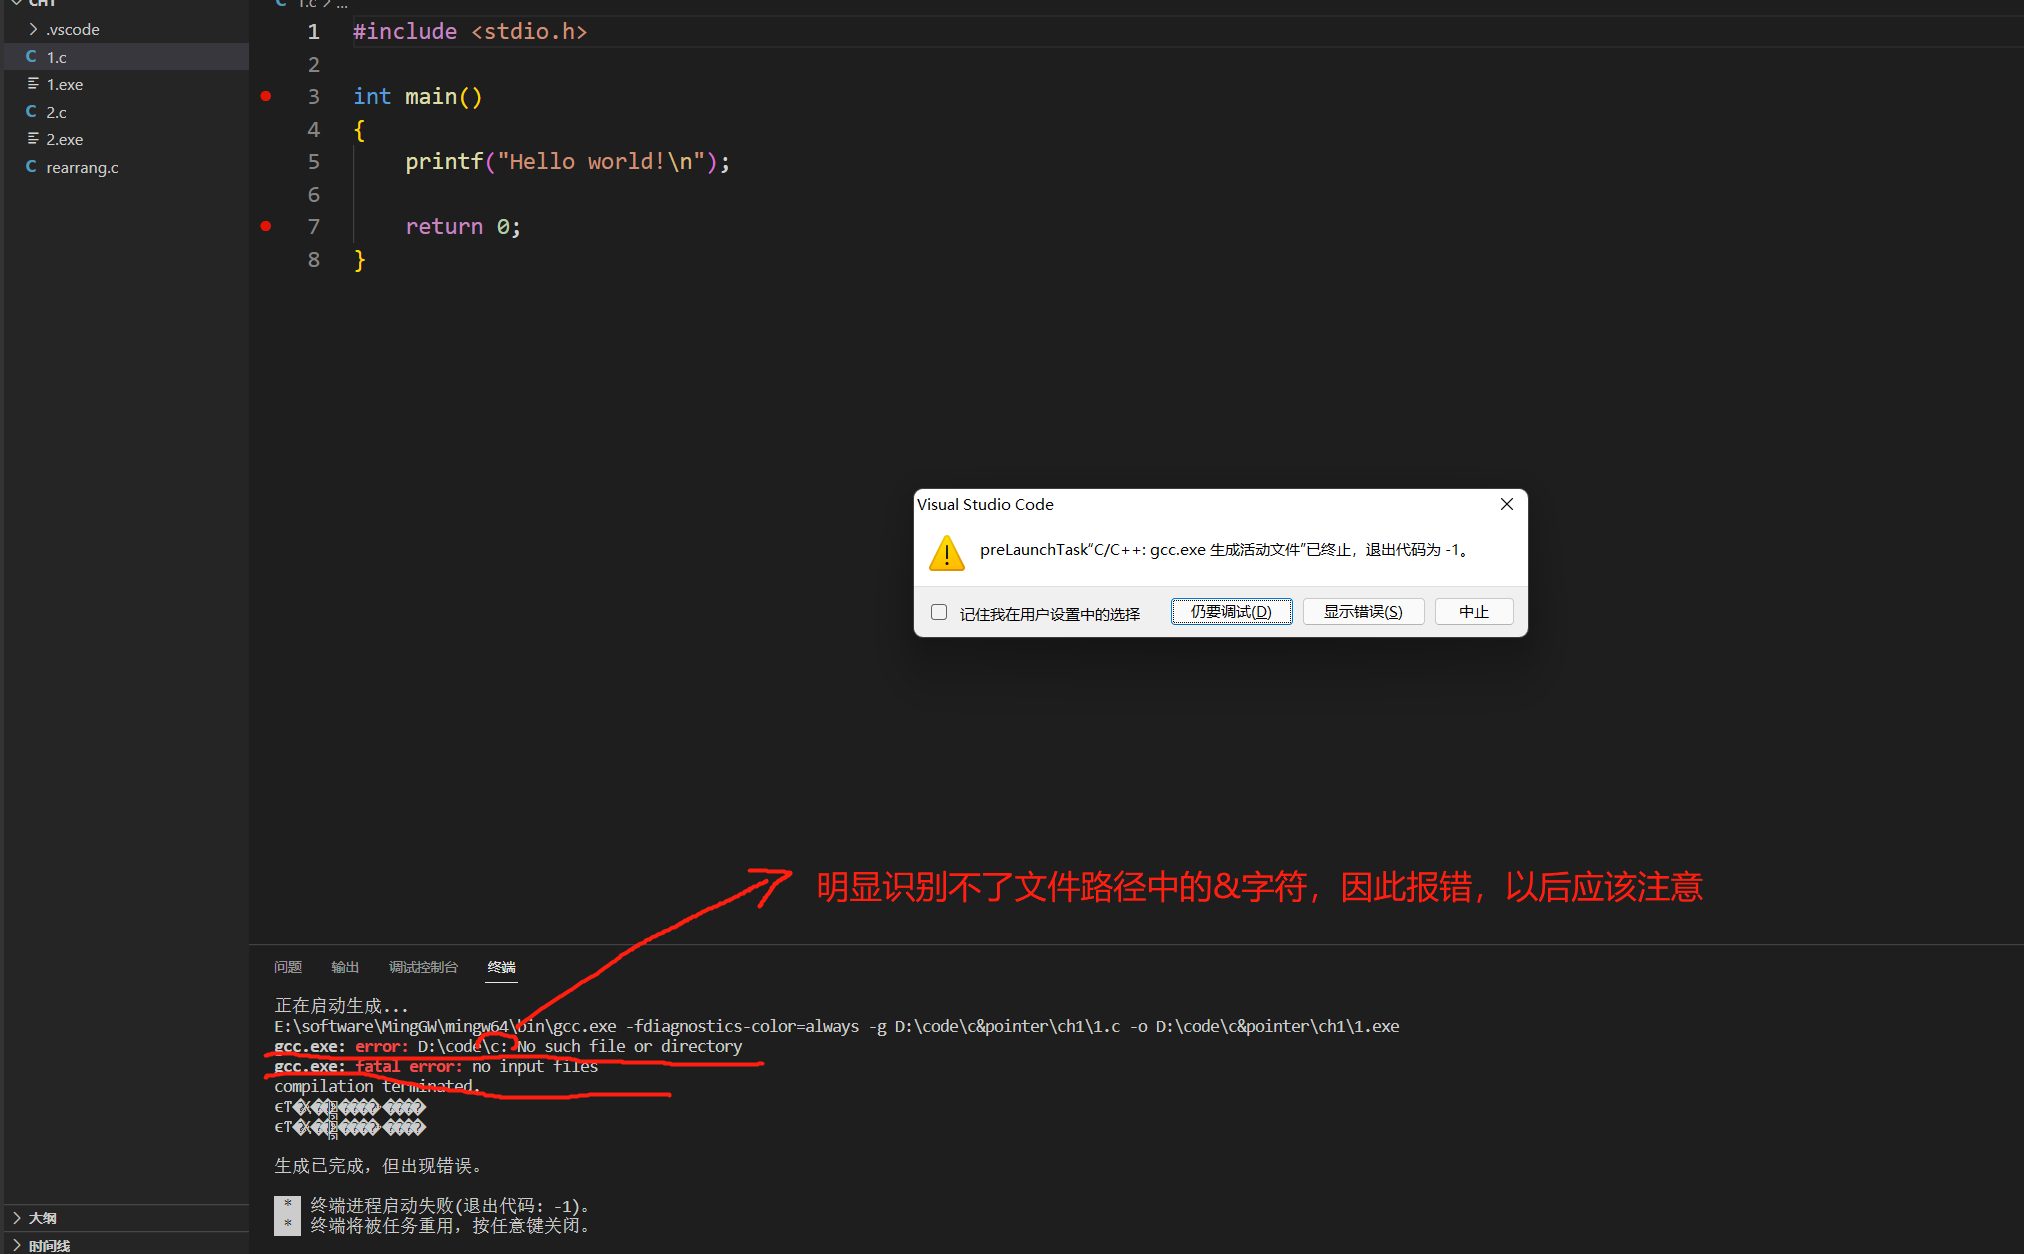 CH1
.vscode
C 1.c
1.exe
C 2.c
2.exe
C rearrang.c
大纲
时间线
C 1.c > ...
1 #include <stdio.h>
2
3 int main()
4 {
5 printf("Hello world!\n");
6
7 return 0;
8 }
Visual Studio Code
preLaunchTask“C/C++: gcc.exe 生成活动文件”已终止，退出代码为 -1。
记住我在用户设置中的选择 仍要调试(D) 显示错误(S) 中止
明显识别不了文件路径中的&字符，因此报错，以后应该注意
问题 输出 调试控制台 终端
正在启动生成...
E:\software\MingGW\mingw64\bin\gcc.exe -fdiagnostics-color=always -g D:\code\c&pointer\ch1\1.c -o D:\code\c&pointer\ch1\1.exe
gcc.exe: error: D:\code\c: No such file or directory
gcc.exe: fatal error: no input files
compilation terminated.
生成已完成，但出现错误。
* 终端进程启动失败(退出代码: -1)。
* 终端将被任务重用，按任意键关闭。